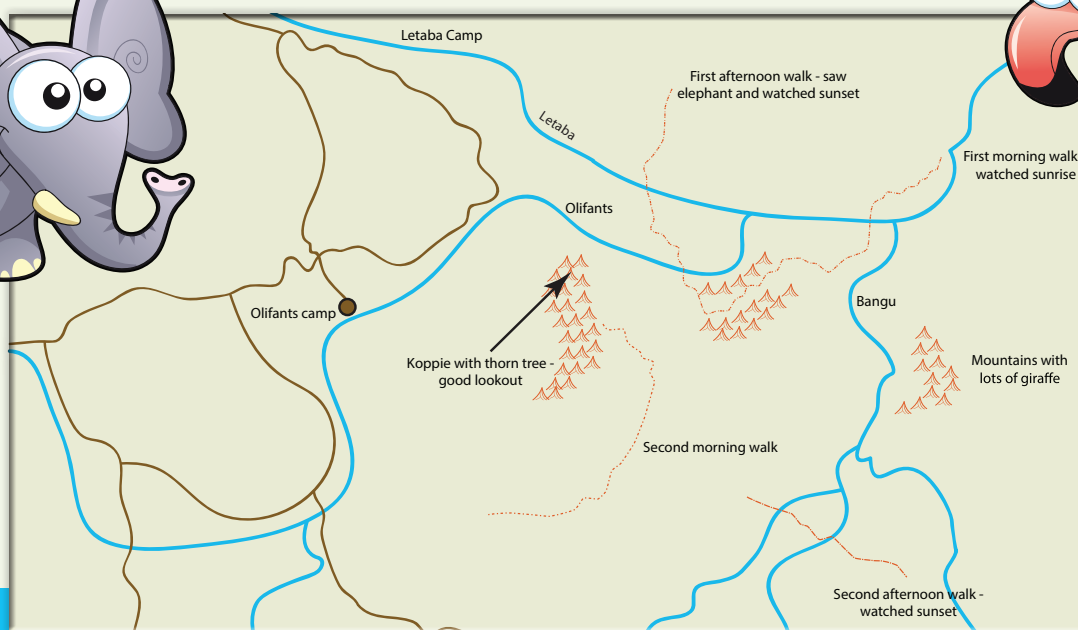 Letaba Camp
First afternoon walk - saw
elephant and watched sunset
Letaba
First morning walk
watched sunrise
Olifants
Bangu
Olifants camp
Koppie with thorn tree -
good lookout
Mountains with
lots of giraffe
Second morning walk
Second afternoon walk -
watched sunset